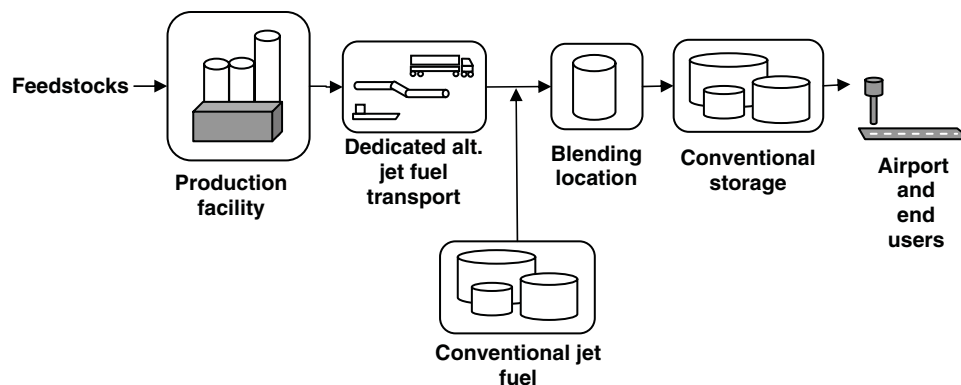 Feedstocks
Production
facility
Dedicated alt.
jet fuel
transport
Blending
location
Conventional
storage
Airport
and
end
users
Conventional jet
fuel